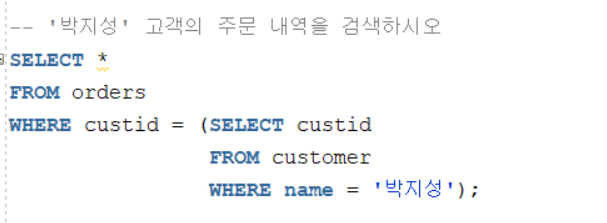 -- '박지성' 고객의 주문 내역을 검색하시오
SELECT *
FROM orders
WHERE custid = (SELECT custid
FROM customer
WHERE name = '박지성');